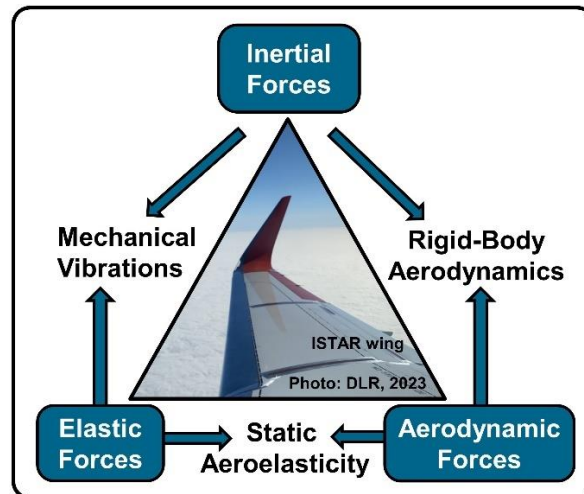 Inertial
Forces
Mechanical
Vibrations
Rigid-Body
Aerodynamics
ISTAR wing
Photo: DLR, 2023
Elastic
Forces
Static
Aeroelasticity
Aerodynamic
Forces